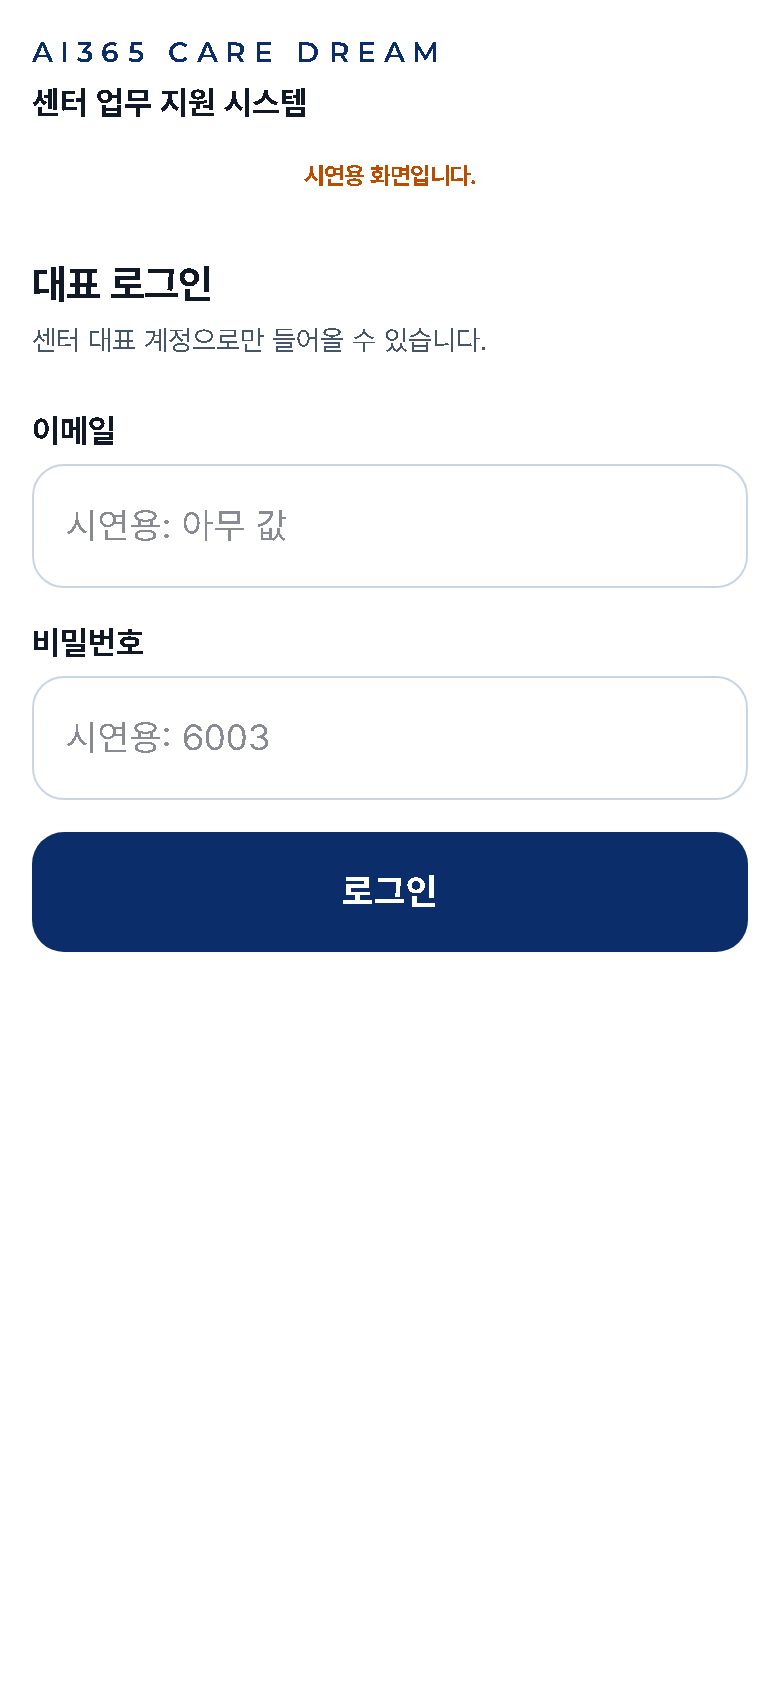 AI365 CARE DREAM
센터 업무 지원 시스템
시연용 화면입니다.
대표 로그인
센터 대표 계정으로만 들어올 수 있습니다.
이메일
시연용: 아무 값
비밀번호
시연용: 6003
로그인